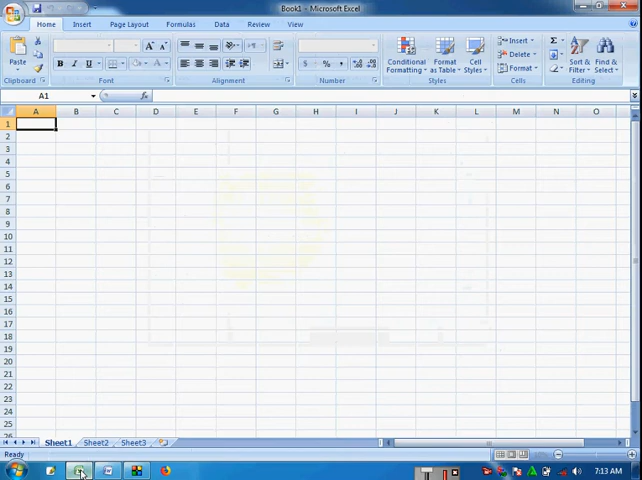 Book1 - Microsoft Excel
Home Insert Page Layout Formulas Data Review View
Paste
B I U
A A
$ % ,
Conditional Formatting
Format as Table
Cell Styles
Insert
Delete
Format
Σ
Sort & Filter
Find & Select
Clipboard Font Alignment Number Styles Cells Editing
A1 fx
A B C D E F G H I J K L M N O
1
2
3
4
5
6
7
8
9
10
11
12
13
14
15
16
17
18
19
20
21
22
23
24
25
26
Sheet1 Sheet2 Sheet3
Ready
7:13 AM